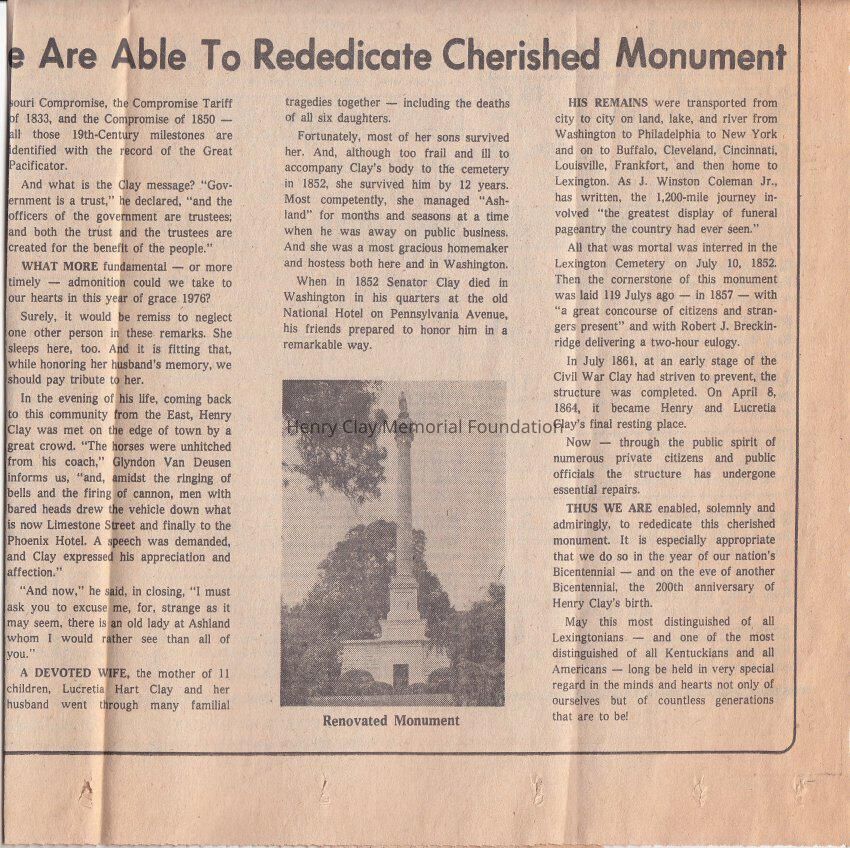 e Are Able To Rededicate Cherished Monument
souri Compromise, the Compromise Tariff
of 1833, and the Compromise of 1850 —
all those 19th-Century milestones are
identified with the record of the Great
Pacificator.
And what is the Clay message? "Gov-
ernment is a trust," he declared, "and the
officers of the government are trustees;
and both the trust and the trustees are
created for the benefit of the people."
WHAT MORE fundamental — or more
timely — admonition could we take to
our hearts in this year of grace 1976?
Surely, it would be remiss to neglect
one other person in these remarks. She
sleeps here, too. And it is fitting that,
while honoring her husband's memory, we
should pay tribute to her.
In the evening of his life, coming back
to this community from the East, Henry
Clay was met on the edge of town by a
great crowd. "The horses were unhitched
from his coach," Glyndon Van Deusen
informs us, "and, amidst the ringing of
bells and the firing of cannon, men with
bared heads drew the vehicle down what
is now Limestone Street and finally to the
Phoenix Hotel. A speech was demanded,
and Clay expressed his appreciation and
affection."
"And now," he said, in closing, "I must
ask you to excuse me, for, strange as it
may seem, there is an old lady at Ashland
whom I would rather see than all of
you."
A DEVOTED WIFE, the mother of 11
children, Lucretia Hart Clay and her
husband went through many familial
tragedies together — including the deaths
of all six daughters.
Fortunately, most of her sons survived
her. And, although too frail and ill to
accompany Clay's body to the cemetery
in 1852, she survived him by 12 years.
Most competently, she managed "Ash-
land" for months and seasons at a time
when he was away on public business.
And she was a most gracious homemaker
and hostess both here and in Washington.
When in 1852 Senator Clay died in
Washington in his quarters at the old
National Hotel on Pennsylvania Avenue,
his friends prepared to honor him in a
remarkable way.
Henry Clay Memorial Foundation
Renovated Monument
HIS REMAINS were transported from
city to city on land, lake, and river from
Washington to Philadelphia to New York
and on to Buffalo, Cleveland, Cincinnati,
Louisville, Frankfort, and then home to
Lexington. As J. Winston Coleman Jr.,
has written, the 1,200-mile journey in-
volved "the greatest display of funeral
pageantry the country had ever seen."
All that was mortal was interred in the
Lexington Cemetery on July 10, 1852.
Then the cornerstone of this monument
was laid 119 Julys ago — in 1857 — with
"a great concourse of citizens and stran-
gers present" and with Robert J. Breckin-
ridge delivering a two-hour eulogy.
In July 1861, at an early stage of the
Civil War Clay had striven to prevent, the
structure was completed. On April 8,
1864, it became Henry and Lucretia
Clay's final resting place.
Now — through the public spirit of
numerous private citizens and public
officials the structure has undergone
essential repairs.
THUS WE ARE enabled, solemnly and
admiringly, to rededicate this cherished
monument. It is especially appropriate
that we do so in the year of our nation's
Bicentennial — and on the eve of another
Bicentennial, the 200th anniversary of
Henry Clay's birth.
May this most distinguished of all
Lexingtonians — and one of the most
distinguished of all Kentuckians and all
Americans — long be held in very special
regard in the minds and hearts not only of
ourselves but of countless generations
that are to be!